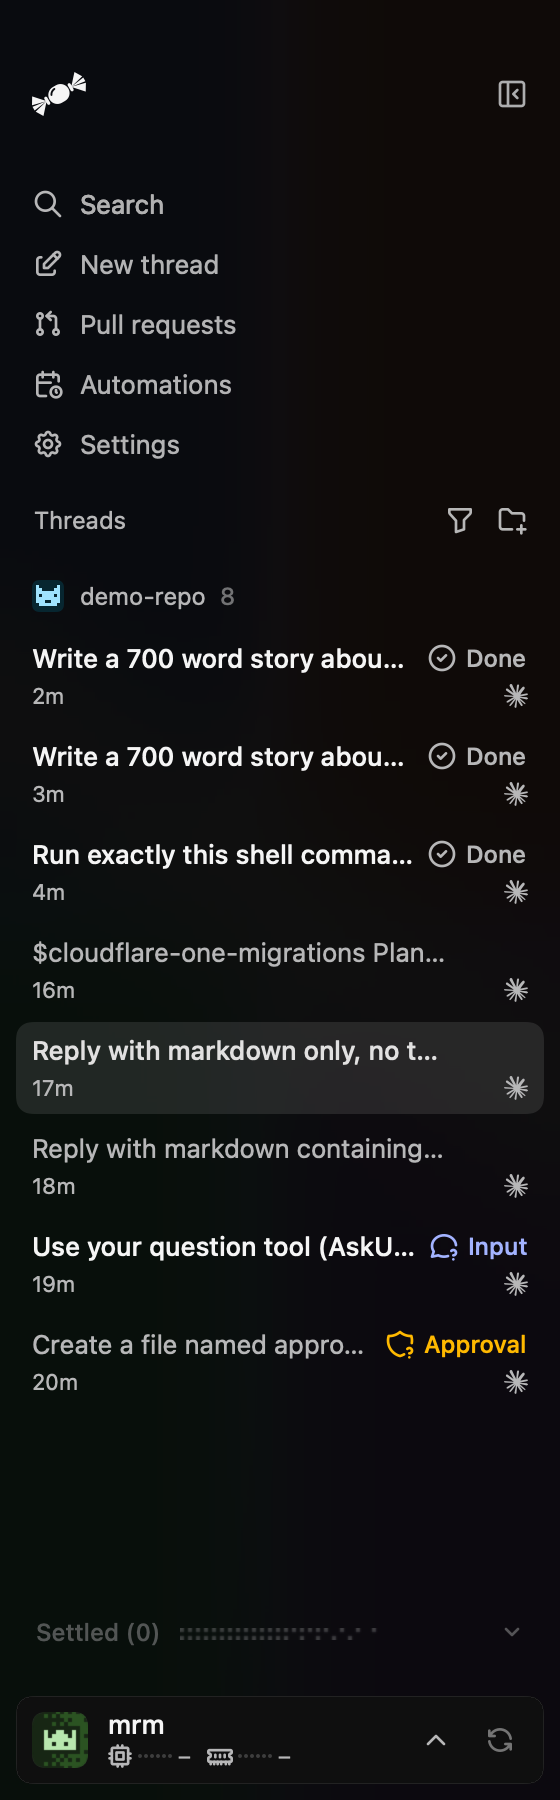 Search
New thread
Pull requests
Automations
Settings
Threads
demo-repo 8
Write a 700 word story abou... Done
2m
Write a 700 word story abou... Done
3m
Run exactly this shell comma... Done
4m
$cloudflare-one-migrations Plan...
16m
Reply with markdown only, no t...
17m
Reply with markdown containing...
18m
Use your question tool (AskU... Input
19m
Create a file named appro... Approval
20m
Settled (0)
mrm
– –